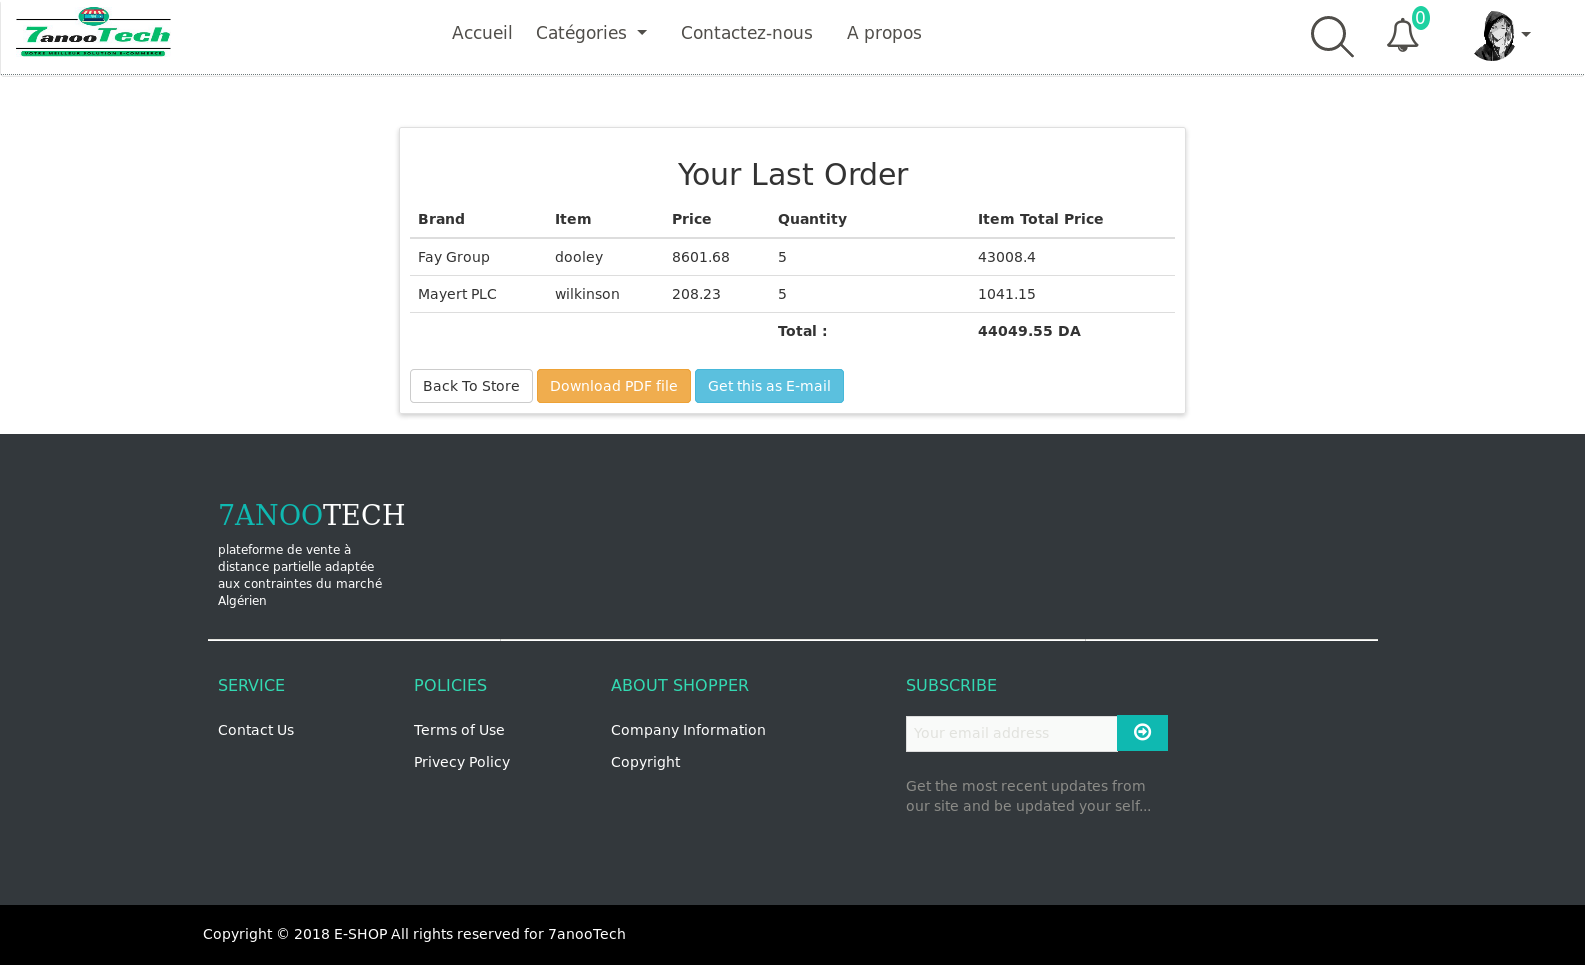 7anooTech
VOTRE MEILLEUR SOLUTION E-COMMERCE
Accueil Catégories Contactez-nous A propos
0
Your Last Order
Brand Item Price Quantity Item Total Price
Fay Group dooley 8601.68 5 43008.4
Mayert PLC wilkinson 208.23 5 1041.15
Total : 44049.55 DA
Back To Store Download PDF file Get this as E-mail
7ANOOTECH
plateforme de vente à
distance partielle adaptée
aux contraintes du marché
Algérien
SERVICE POLICIES ABOUT SHOPPER SUBSCRIBE
Contact Us Terms of Use Company Information Your email address
Privecy Policy Copyright
Get the most recent updates from
our site and be updated your self...
Copyright © 2018 E-SHOP All rights reserved for 7anooTech